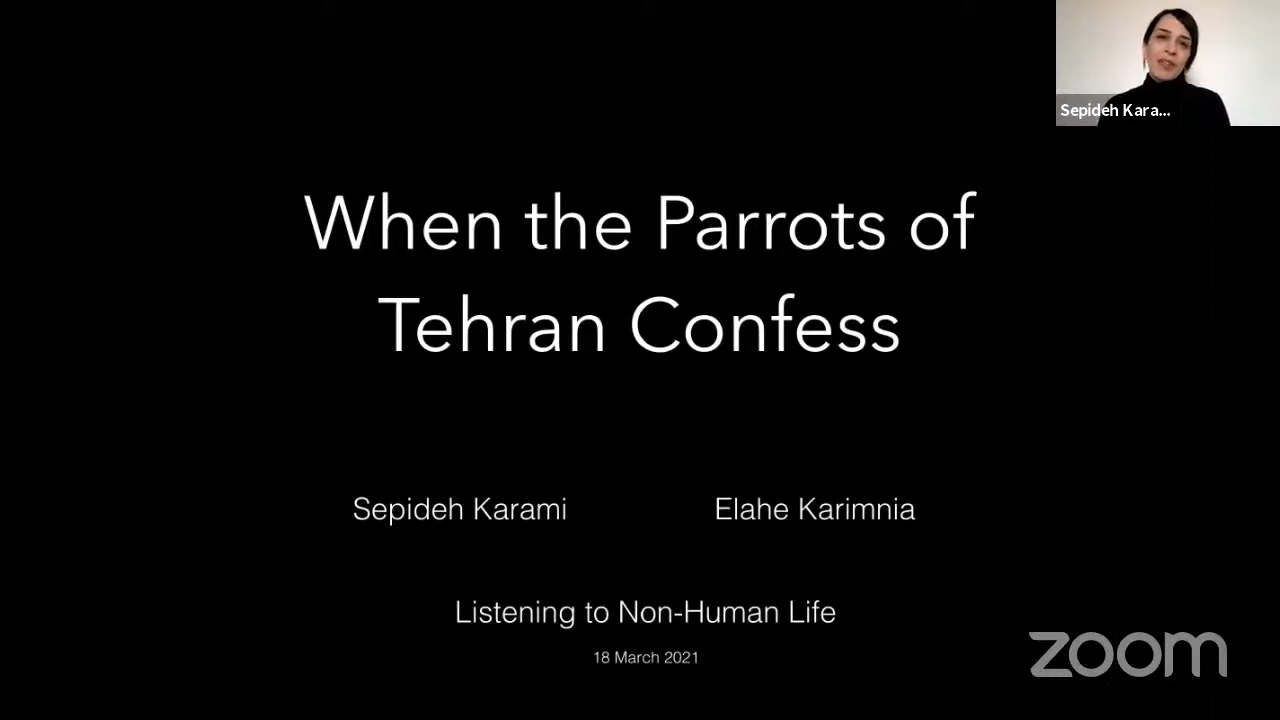 Sepideh Kara...
When the Parrots of
Tehran Confess
Sepideh Karami
Elahe Karimnia
Listening to Non-Human Life
18 March 2021
zoom